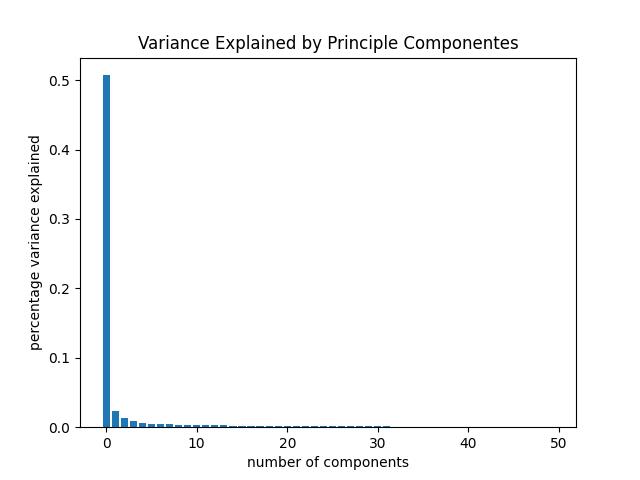 Variance Explained by Principle Componentes
percentage variance explained
0.5
0.4
0.3
0.2
0.1
0.0
0 10 20 30 40 50
number of components